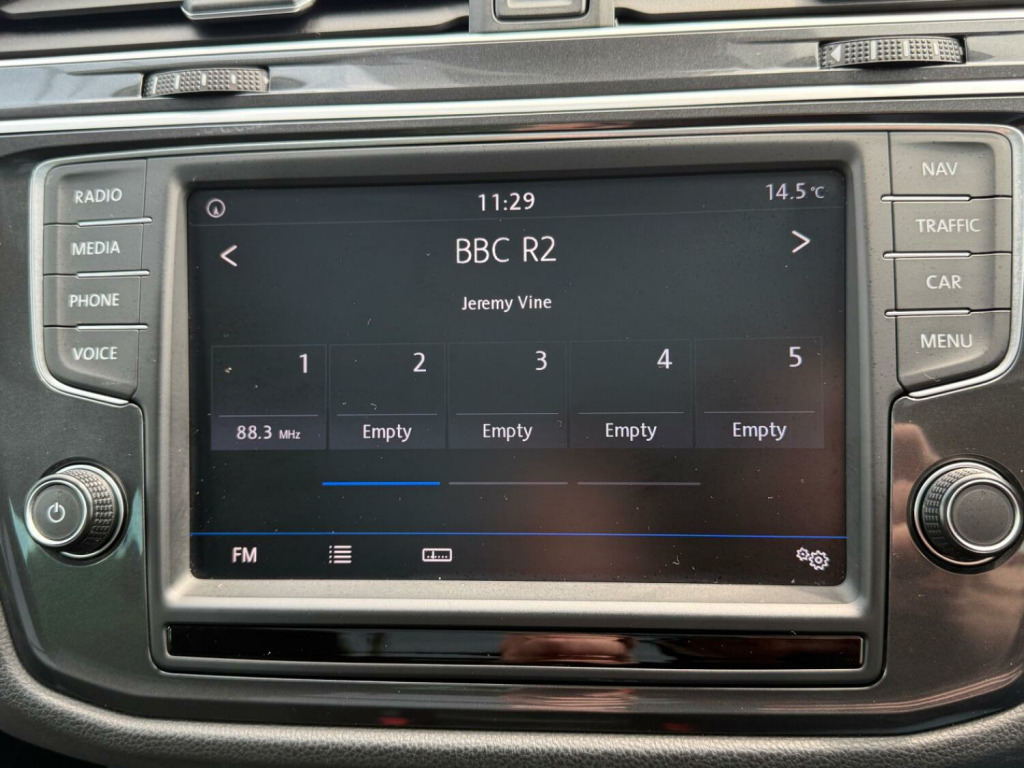 RADIO
MEDIA
PHONE
VOICE
11:29
14.5 °C
< BBC R2 >
Jeremy Vine
1 2 3 4 5
88.3 MHz Empty Empty Empty Empty
FM
NAV
TRAFFIC
CAR
MENU